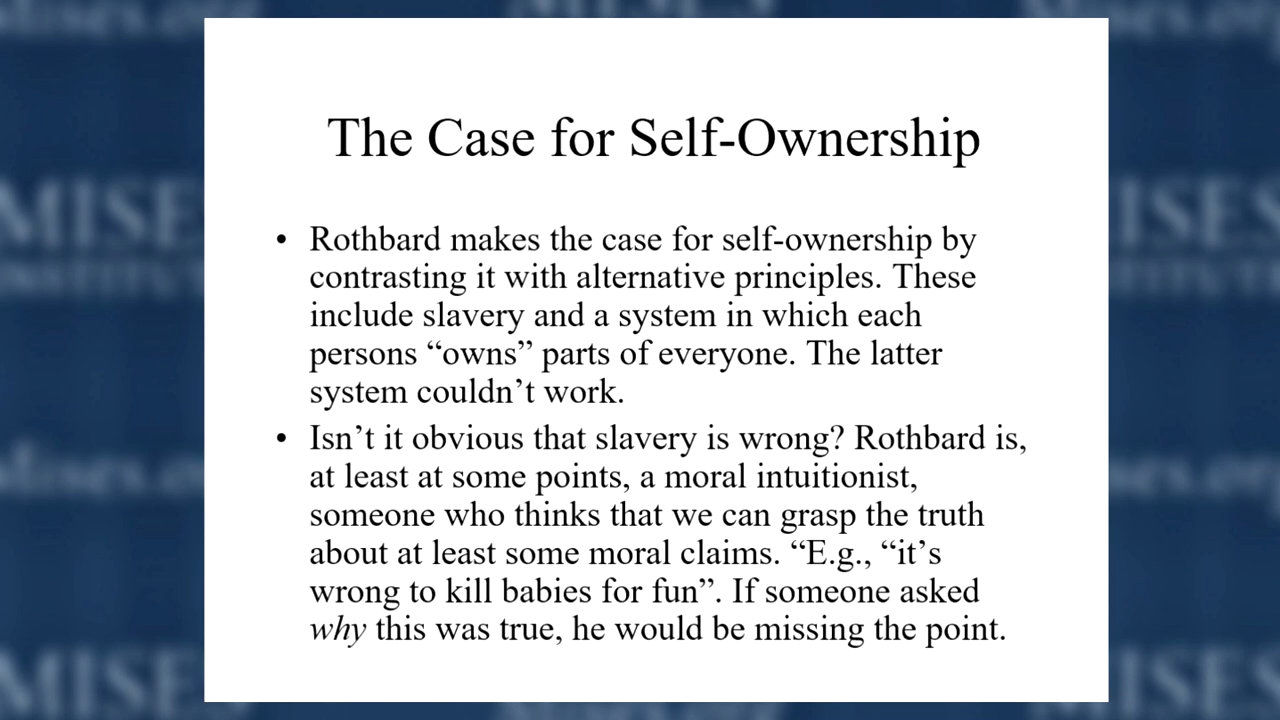 The Case for Self-Ownership
• Rothbard makes the case for self-ownership by
contrasting it with alternative principles. These
include slavery and a system in which each
persons “owns” parts of everyone. The latter
system couldn’t work.
• Isn’t it obvious that slavery is wrong? Rothbard is,
at least at some points, a moral intuitionist,
someone who thinks that we can grasp the truth
about at least some moral claims. “E.g., “it’s
wrong to kill babies for fun”. If someone asked
why this was true, he would be missing the point.